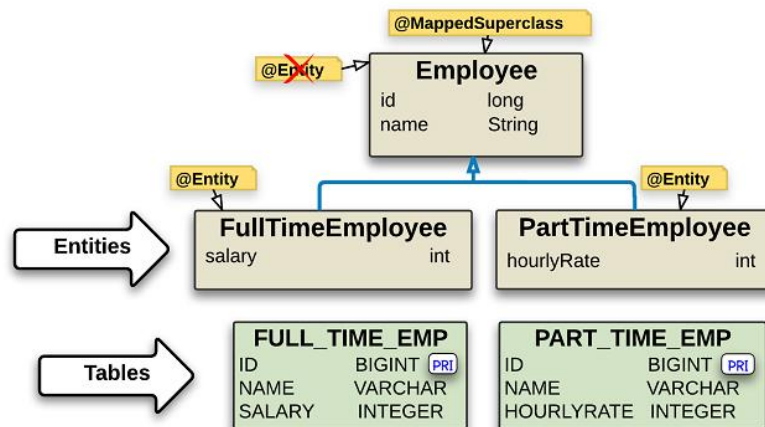 @MappedSuperclass
@Entity
Employee
id long
name String
@Entity
@Entity
Entities
FullTimeEmployee
salary int
PartTimeEmployee
hourlyRate int
Tables
FULL_TIME_EMP
ID BIGINT PRI
NAME VARCHAR
SALARY INTEGER
PART_TIME_EMP
ID BIGINT PRI
NAME VARCHAR
HOURLYRATE INTEGER